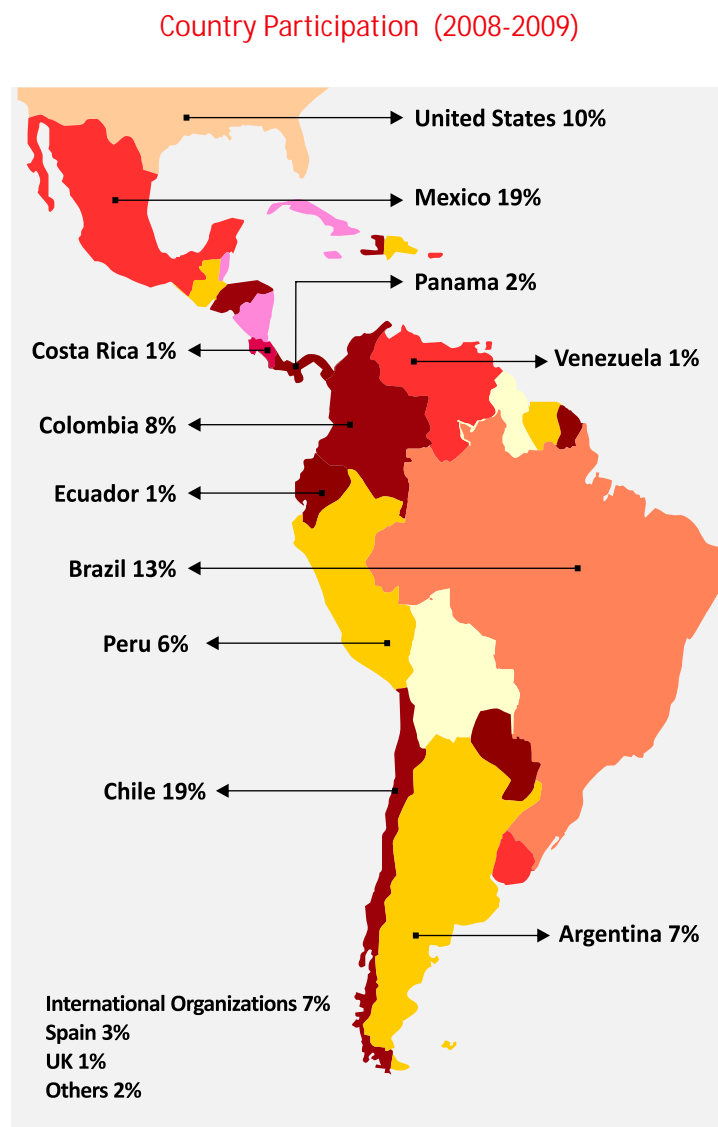 Country Participation (2008-2009)
United States 10%
Mexico 19%
Panama 2%
Costa Rica 1%
Venezuela 1%
Colombia 8%
Ecuador 1%
Brazil 13%
Peru 6%
Chile 19%
Argentina 7%
International Organizations 7%
Spain 3%
UK 1%
Others 2%